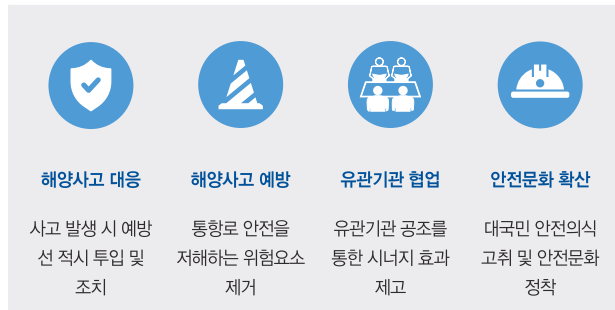 해양사고 대응
사고 발생 시 예방
선 적시 투입 및
조치
해양사고 예방
통항로 안전을
저해하는 위험요소
제거
유관기관 협업
유관기관 공조를
통한 시너지 효과
제고
안전문화 확산
대국민 안전의식
고취 및 안전문화
정착